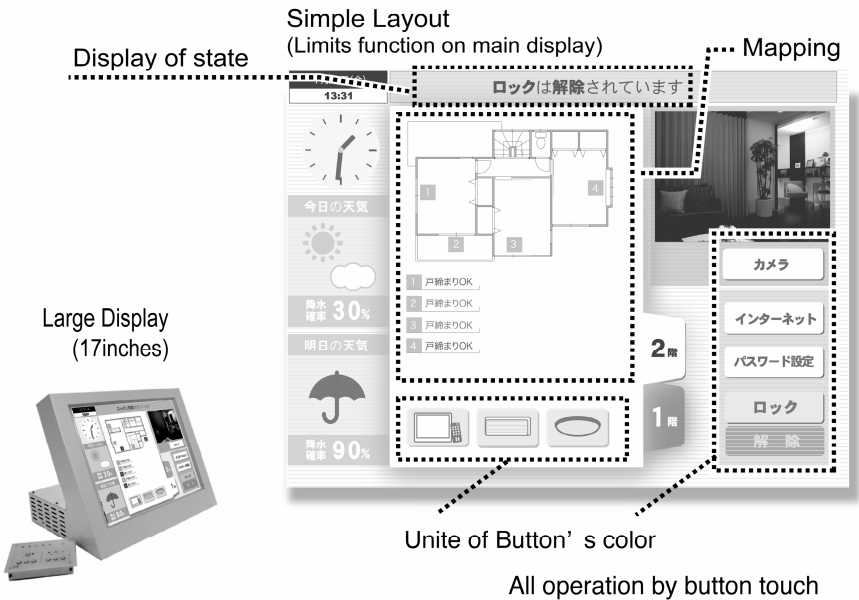 Simple Layout
(Limits function on main display)
Display of state
Mapping
13:31
ロックは解除されています
今日の天気
降水確率 30%
明日の天気
降水確率 90%
1
2
3
4
1 戸締まりOK
2 戸締まりOK
3 戸締まりOK
4 戸締まりOK
2階
1階
カメラ
インターネット
パスワード設定
ロック
解 除
Large Display
(17inches)
Unite of Button’ s color
All operation by button touch